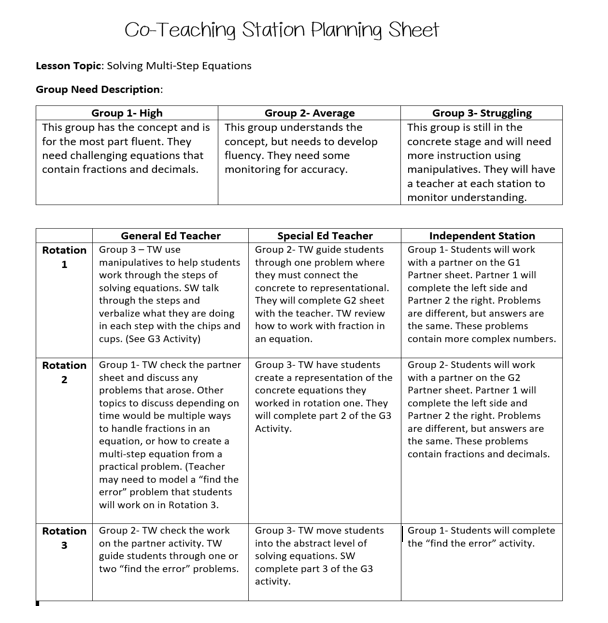 Co-Teaching Station Planning Sheet
Lesson Topic: Solving Multi-Step Equations
Group Need Description:
Group 1- High
This group has the concept and is
for the most part fluent. They
need challenging equations that
contain fractions and decimals.
Group 2- Average
This group understands the
concept, but needs to develop
fluency. They need some
monitoring for accuracy.
Group 3- Struggling
This group is still in the
concrete stage and will need
more instruction using
manipulatives. They will have
a teacher at each station to
monitor understanding.
General Ed Teacher
Special Ed Teacher
Independent Station
Rotation
1
Group 3 – TW use
manipulatives to help students
work through the steps of
solving equations. SW talk
through the steps and
verbalize what they are doing
in each step with the chips and
cups. (See G3 Activity)
Group 2- TW guide students
through one problem where
they must connect the
concrete to representational.
They will complete G2 sheet
with the teacher. TW review
how to work with fraction in
an equation.
Group 1- Students will work
with a partner on the G1
Partner sheet. Partner 1 will
complete the left side and
Partner 2 the right. Problems
are different, but answers are
the same. These problems
contain more complex numbers.
Rotation
2
Group 1- TW check the partner
sheet and discuss any
problems that arose. Other
topics to discuss depending on
time would be multiple ways
to handle fractions in an
equation, or how to create a
multi-step equation from a
practical problem. (Teacher
may need to model a “find the
error” problem that students
will work on in Rotation 3.
Group 3- TW have students
create a representation of the
concrete equations they
worked in rotation one. They
will complete part 2 of the G3
Activity.
Group 2- Students will work
with a partner on the G2
Partner sheet. Partner 1 will
complete the left side and
Partner 2 the right. Problems
are different, but answers are
the same. These problems
contain fractions and decimals.
Rotation
3
Group 2- TW check the work
on the partner activity. TW
guide students through one or
two “find the error” problems.
Group 3- TW move students
into the abstract level of
solving equations. SW
complete part 3 of the G3
activity.
Group 1- Students will complete
the “find the error” activity.